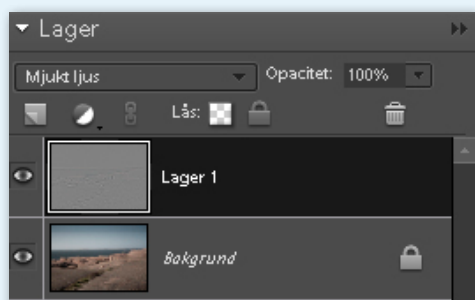 Lager
Mjukt ljus Opacitet: 100%
Lås:
Lager 1
Bakgrund